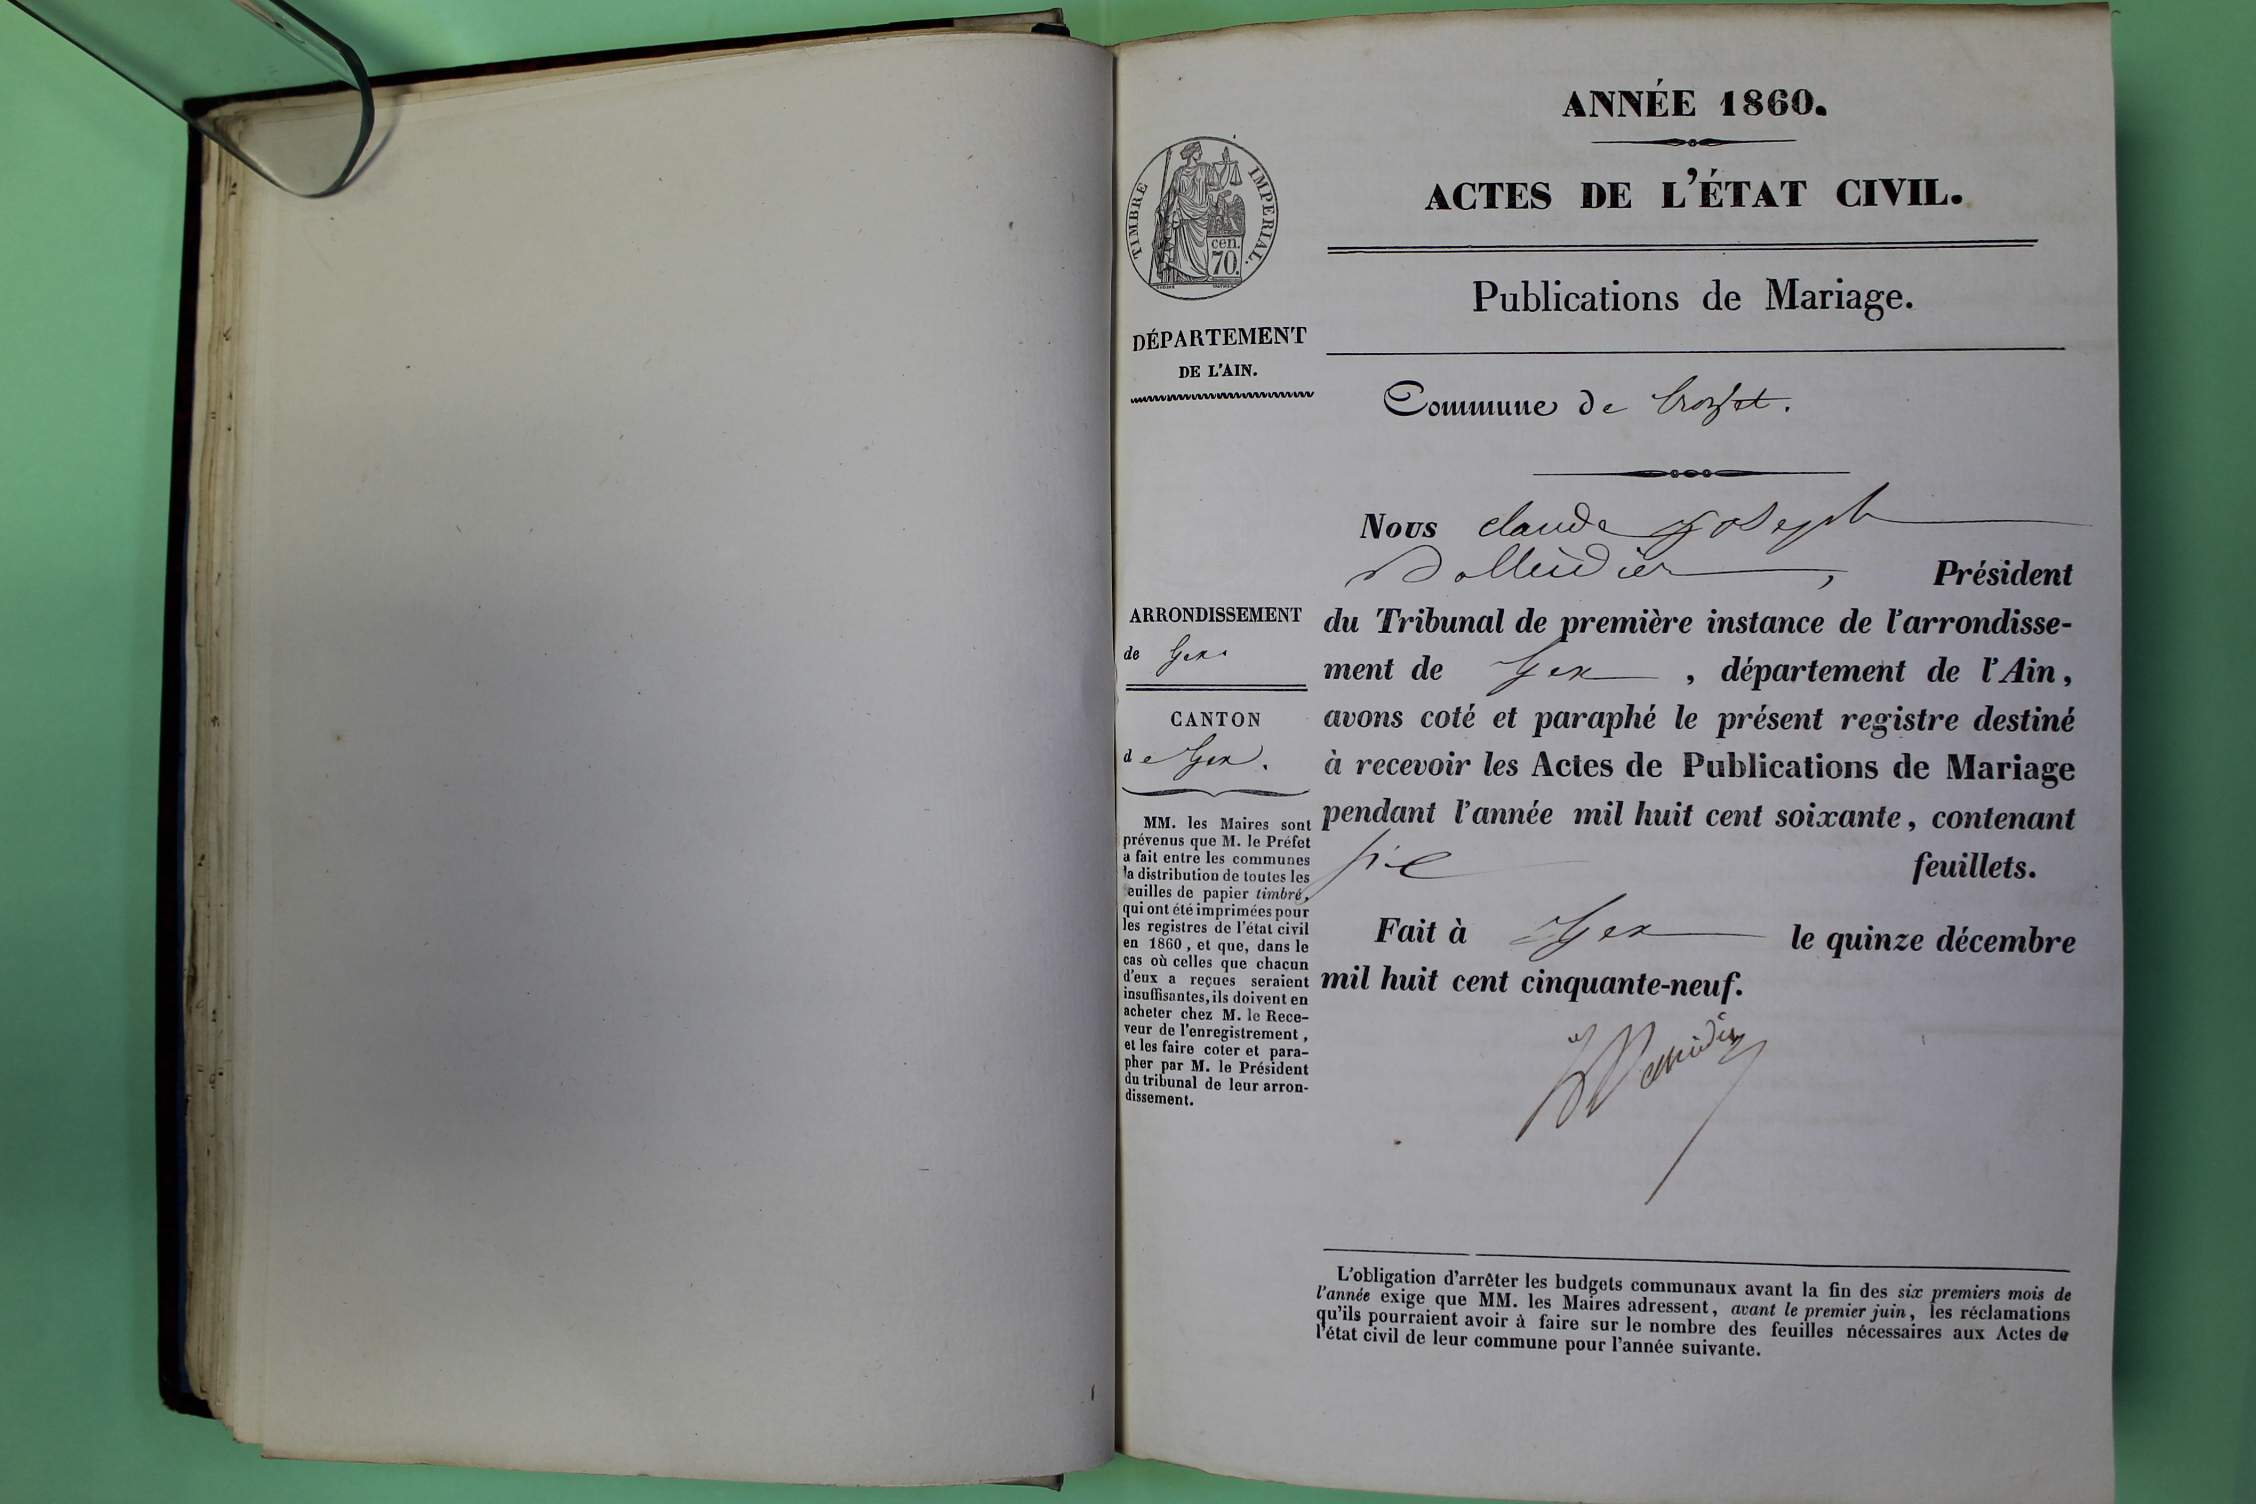 ANNÉE 1860.
ACTES DE L'ÉTAT CIVIL.
Publications de Mariage.
TIMBRE IMPERIAL.
cen.
70.
DÉPARTEMENT
DE L'AIN.
Commune de Crozet.
ARRONDISSEMENT
de Gex.
CANTON
de Gex.
MM. les Maires sont
prévenus que M. le Préfet
a fait entre les communes
la distribution de toutes les
feuilles de papier timbré,
qui ont été imprimées pour
les registres de l'état civil
en 1860, et que, dans le
cas où celles que chacun
d'eux a reçues seraient
insuffisantes, ils doivent en
acheter chez M. le Rece-
veur de l'enregistrement,
et les faire coter et para-
pher par M. le Président
du tribunal de leur arron-
dissement.
Nous claude joseph
, Président
du Tribunal de première instance de l'arrondisse-
ment de Gex, département de l'Ain,
avons coté et paraphé le présent registre destiné
à recevoir les Actes de Publications de Mariage
pendant l'année mil huit cent soixante, contenant
feuillets.
Fait à Gex le quinze décembre
mil huit cent cinquante-neuf.
L'obligation d'arrêter les budgets communaux avant la fin des six premiers mois de
l'année exige que MM. les Maires adressent, avant le premier juin, les réclamations
qu'ils pourraient avoir à faire sur le nombre des feuilles nécessaires aux Actes de
l'état civil de leur commune pour l'année suivante.